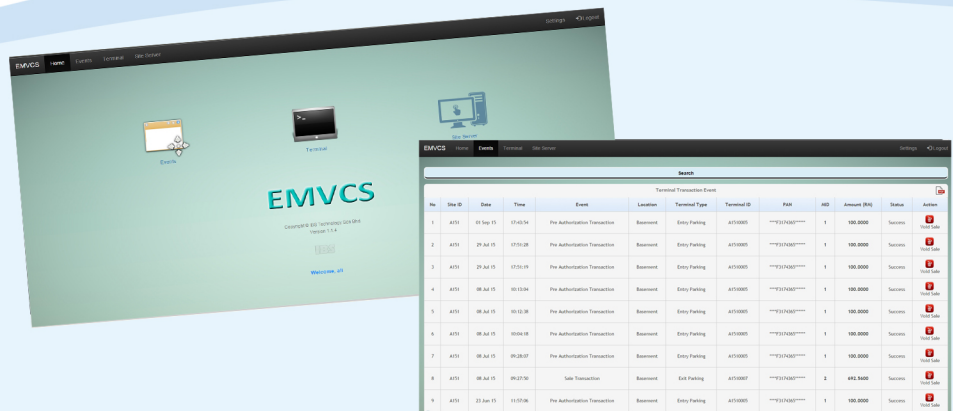 EMVCS Home Events Terminal Site Server Settings Logout
Events
Terminal
Site Server
EMVCS
Version 1.1.4
Welcome, all
EMVCS Home Events Terminal Site Server Settings Logout
Search
Terminal Transaction Event
No Site ID Date Time Event Location Terminal Type Terminal ID PAN MID Amount (RM) Status Action
1 A151 03 Sep 15 17:43:54 Pre Authorization Transaction Basement Entry Parking A1510005 100.0000 Success Void Sale
2 A151 29 Jul 15 17:51:28 Pre Authorization Transaction Basement Entry Parking A1510005 1 100.0000 Success Void Sale
3 A151 29 Jul 15 17:51:19 Pre Authorization Transaction Basement Entry Parking A1510005 1 100.0000 Success Void Sale
4 A151 08 Jul 15 10:13:04 Pre Authorization Transaction Basement Entry Parking A1510005 1 100.0000 Success Void Sale
5 A151 08 Jul 15 10:12:38 Pre Authorization Transaction Basement Entry Parking A1510005 1 100.0000 Success Void Sale
6 A151 08 Jul 15 10:04:18 Pre Authorization Transaction Basement Entry Parking A1510005 1 100.0000 Success Void Sale
7 A151 08 Jul 15 09:28:07 Pre Authorization Transaction Basement Entry Parking A1510005 1 100.0000 Success Void Sale
8 A151 08 Jul 15 09:27:50 Sale Transaction Basement Exit Parking A1510007 2 692.5600 Success Void Sale
9 A151 23 Jun 15 11:57:06 Pre Authorization Transaction Basement Entry Parking A1510005 1 100.0000 Success Void Sale